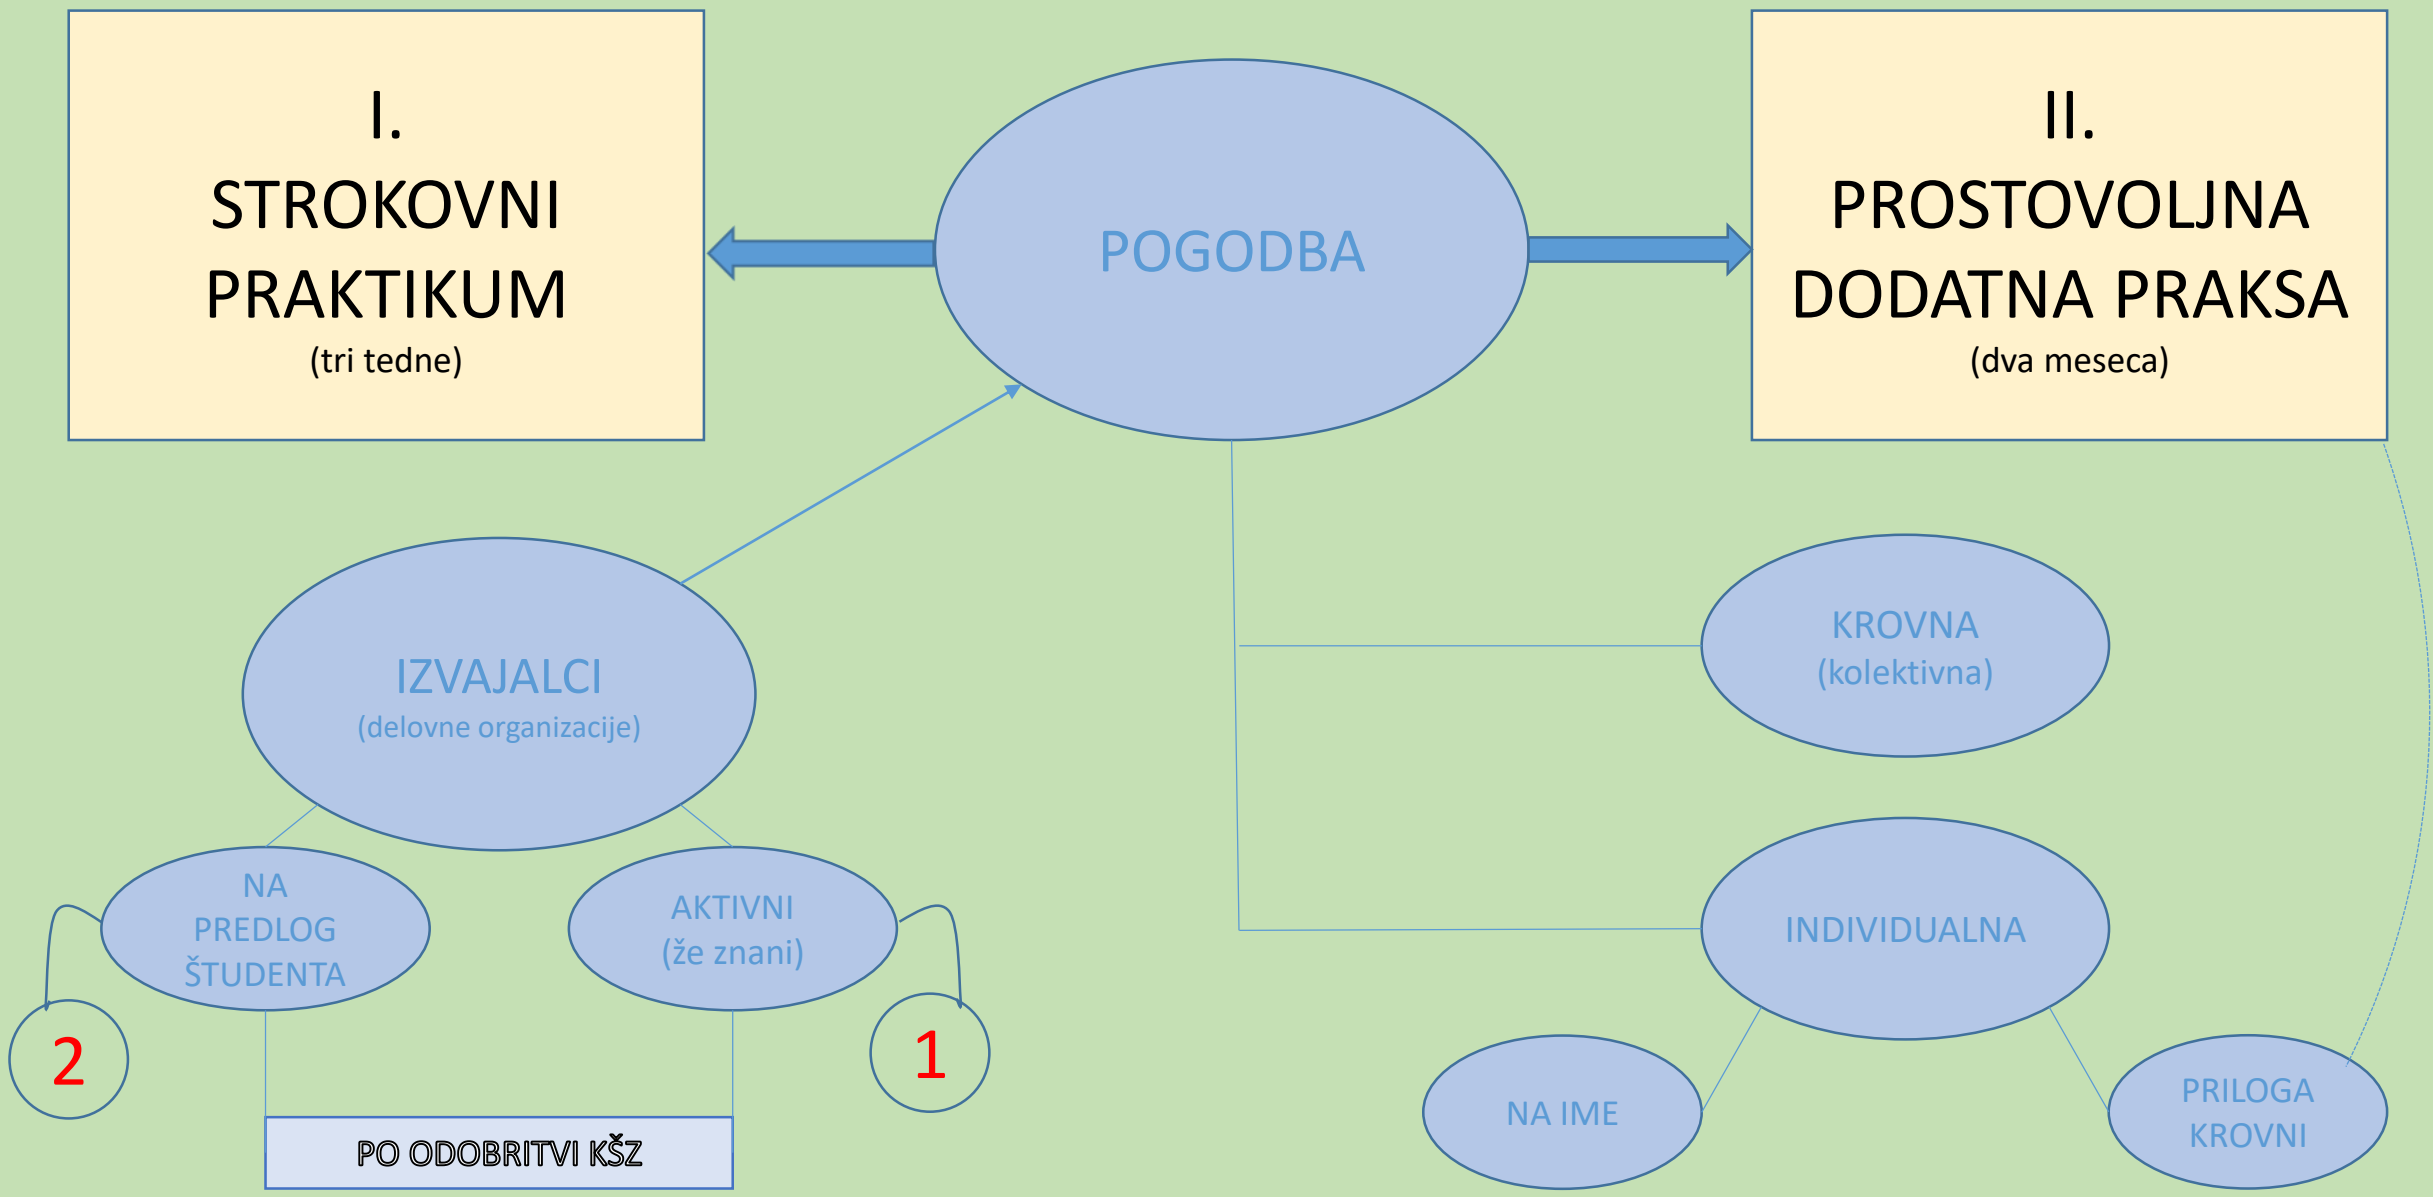 I.
STROKOVNI
PRAKTIKUM
(tri tedne)
POGODBA
II.
PROSTOVOLJNA
DODATNA PRAKSA
(dva meseca)
IZVAJALCI
(delovne organizacije)
KROVNA
(kolektivna)
NA
PREDLOG
ŠTUDENTA
AKTIVNI
(že znani)
INDIVIDUALNA
2
1
NA IME
PRILOGA
KROVNI
PO ODOBRITVI KŠZ